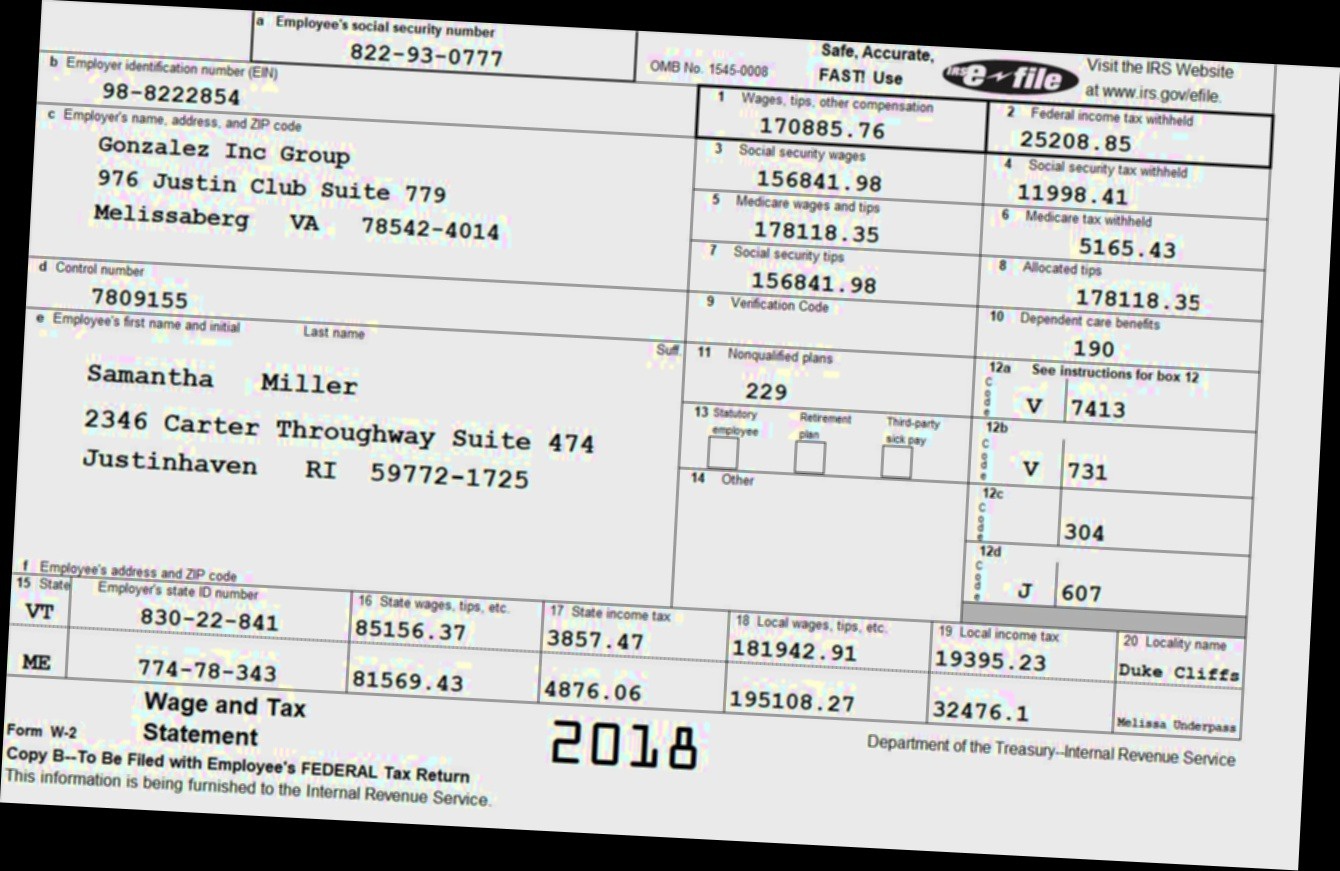 a Employee's social security number
822-93-0777
OMB No. 1545-0008
Safe, Accurate,
FAST! Use
IRS e-file
Visit the IRS Website
at www.irs.gov/efile.
b Employer identification number (EIN)
98-8222854
1 Wages, tips, other compensation
170885.76
2 Federal income tax withheld
25208.85
c Employer's name, address, and ZIP code
Gonzalez Inc Group
976 Justin Club Suite 779
Melissaberg VA 78542-4014
3 Social security wages
156841.98
4 Social security tax withheld
11998.41
5 Medicare wages and tips
178118.35
6 Medicare tax withheld
5165.43
7 Social security tips
156841.98
8 Allocated tips
178118.35
d Control number
7809155
9 Verification Code
10 Dependent care benefits
190
e Employee's first name and initial
Last name
Suff.
Samantha Miller
2346 Carter Throughway Suite 474
Justinhaven RI 59772-1725
11 Nonqualified plans
229
12a See instructions for box 12
Code
V 7413
13 Statutory employee
Retirement plan
Third-party sick pay
12b
Code
V 731
14 Other
12c
Code
304
12d
Code
J 607
f Employee's address and ZIP code
15 State
Employer's state ID number
16 State wages, tips, etc.
17 State income tax
18 Local wages, tips, etc.
19 Local income tax
20 Locality name
VT 830-22-841 85156.37 3857.47 181942.91 19395.23 Duke Cliffs
ME 774-78-343 81569.43 4876.06 195108.27 32476.1 Melissa Underpass
Form W-2
Wage and Tax
Statement
2018
Department of the Treasury--Internal Revenue Service
Copy B--To Be Filed with Employee's FEDERAL Tax Return
This information is being furnished to the Internal Revenue Service.